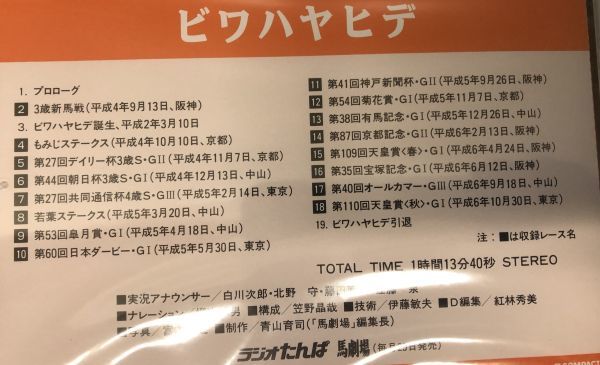 ビワハヤヒデ
1. プロローグ
2 3歳新馬戦(平成4年9月13日、阪神)
3. ビワハヤヒデ誕生、平成2年3月10日
4 もみじステークス(平成4年10月10日、京都)
5 第27回デイリー杯3歳S・GⅡ(平成4年11月7日、京都)
6 第44回朝日杯3歳S・GⅠ(平成4年12月13日、中山)
7 第27回共同通信杯4歳S・GⅢ(平成5年2月14日、東京)
8 若葉ステークス(平成5年3月20日、中山)
9 第53回皐月賞・GⅠ(平成5年4月18日、中山)
10 第60回日本ダービー・GⅠ(平成5年5月30日、東京)
11 第41回神戸新聞杯・GⅡ(平成5年9月26日、阪神)
12 第54回菊花賞・GⅠ(平成5年11月7日、京都)
13 第38回有馬記念・GⅠ(平成5年12月26日、中山)
14 第87回京都記念・GⅡ(平成6年2月13日、阪神)
15 第109回天皇賞〈春〉・GⅠ(平成6年4月24日、阪神)
16 第35回宝塚記念・GⅠ(平成6年6月12日、阪神)
17 第40回オールカマー・GⅢ(平成6年9月18日、中山)
18 第110回天皇賞〈秋〉・GⅠ(平成6年10月30日、東京)
19. ビワハヤヒデ引退
注：■は収録レース名
TOTAL TIME 1時間13分40秒 STEREO
■実況アナウンサー／白川次郎・北野 守・藤
■ナレーション／ 男 ■構成／笠野晶哉 ■技術／伊藤敏夫 ■D編集／紅林秀美
■写真／ ■制作／青山育司(「馬劇場」編集長)
ラジオたんぱ 馬劇場(毎月25日発売)